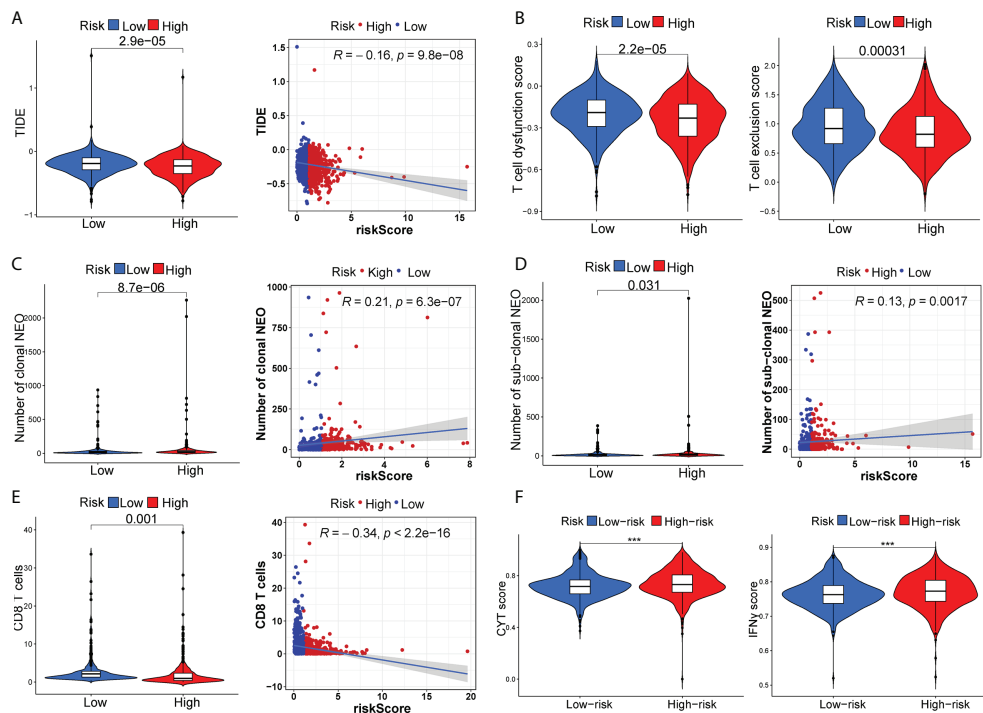 A
Risk Low High
2.9e−05
TIDE
1
0
−1
Low High
Risk High Low
R = − 0.16, p = 9.8e−08
TIDE
1.5
1.0
0.5
0.0
−0.5
0 5 10 15
riskScore
B
Risk Low High
2.2e−05
T cell dysfunction score
0.3
0.0
−0.3
−0.6
−0.9
Low High
Risk Low High
0.00031
T cell exclusion score
2.0
1.5
1.0
0.5
0.0
−0.5
Low High
C
Risk Low High
8.7e−06
Number of clonal NEO
2000
1500
1000
500
0
Low High
Risk Kigh Low
R = 0.21, p = 6.3e−07
Number of clonal NEO
1000
750
500
250
0
0 2 4 6 8
riskScore
D
Risk Low High
0.031
Number of sub−clonal NEO
2000
1500
1000
500
0
Low High
Risk High Low
R = 0.13, p = 0.0017
Number of sub−clonal NEO
500
400
300
200
100
0
0 5 10 15
riskScore
E
Risk Low High
0.001
CD8 T cells
40
30
20
10
0
Low High
Risk High Low
R = − 0.34, p < 2.2e−16
CD8 T cells
40
30
20
10
0
−10
0 5 10 15 20
riskScore
F
Risk Low−risk High−risk
***
CYT score
0.8
0.4
0.0
Low−risk High−risk
Risk Low−risk High−risk
***
IFNγ score
0.9
0.8
0.7
0.6
0.5
Low−risk High−risk